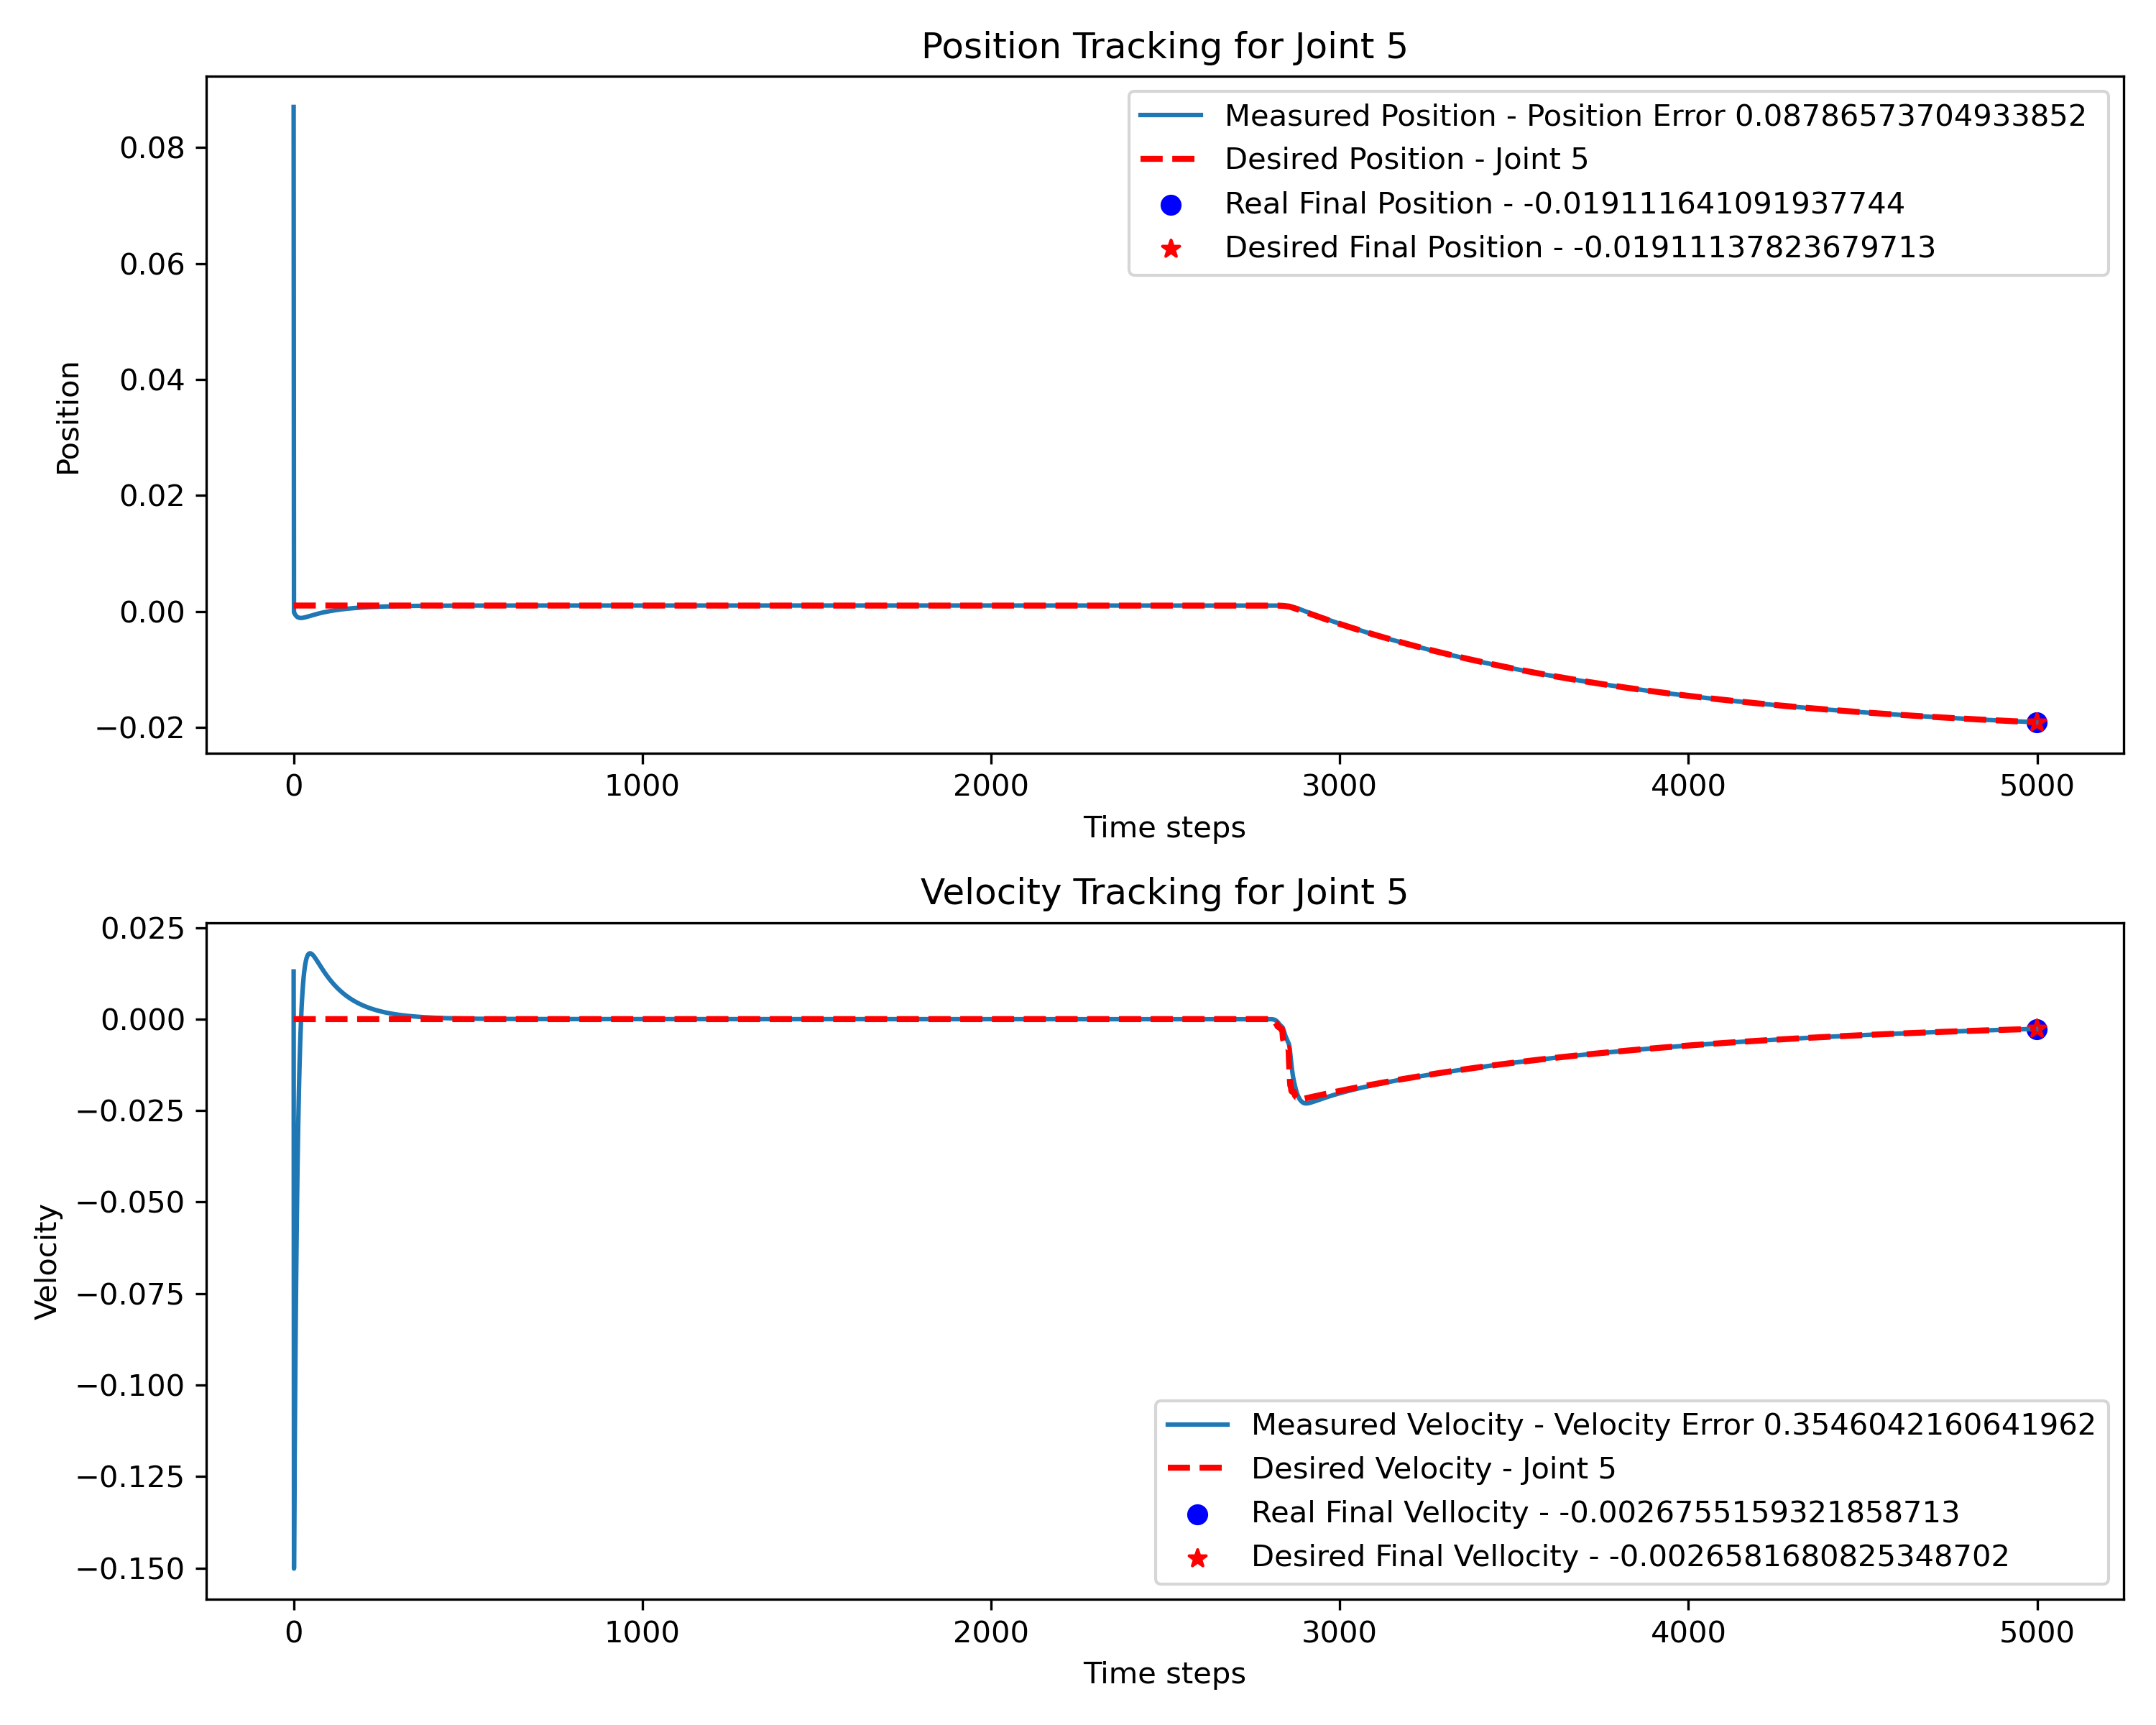 Position Tracking for Joint 5
Measured Position - Position Error 0.08786573704933852
Desired Position - Joint 5
Real Final Position - -0.019111641091937744
Desired Final Position - -0.01911137823679713
0.08
0.06
0.04
0.02
0.00
−0.02
Position
0 1000 2000 3000 4000 5000
Time steps
Velocity Tracking for Joint 5
0.025
0.000
−0.025
−0.050
−0.075
−0.100
−0.125
−0.150
Velocity
Measured Velocity - Velocity Error 0.3546042160641962
Desired Velocity - Joint 5
Real Final Vellocity - -0.0026755159321858713
Desired Final Vellocity - -0.0026581680825348702
0 1000 2000 3000 4000 5000
Time steps